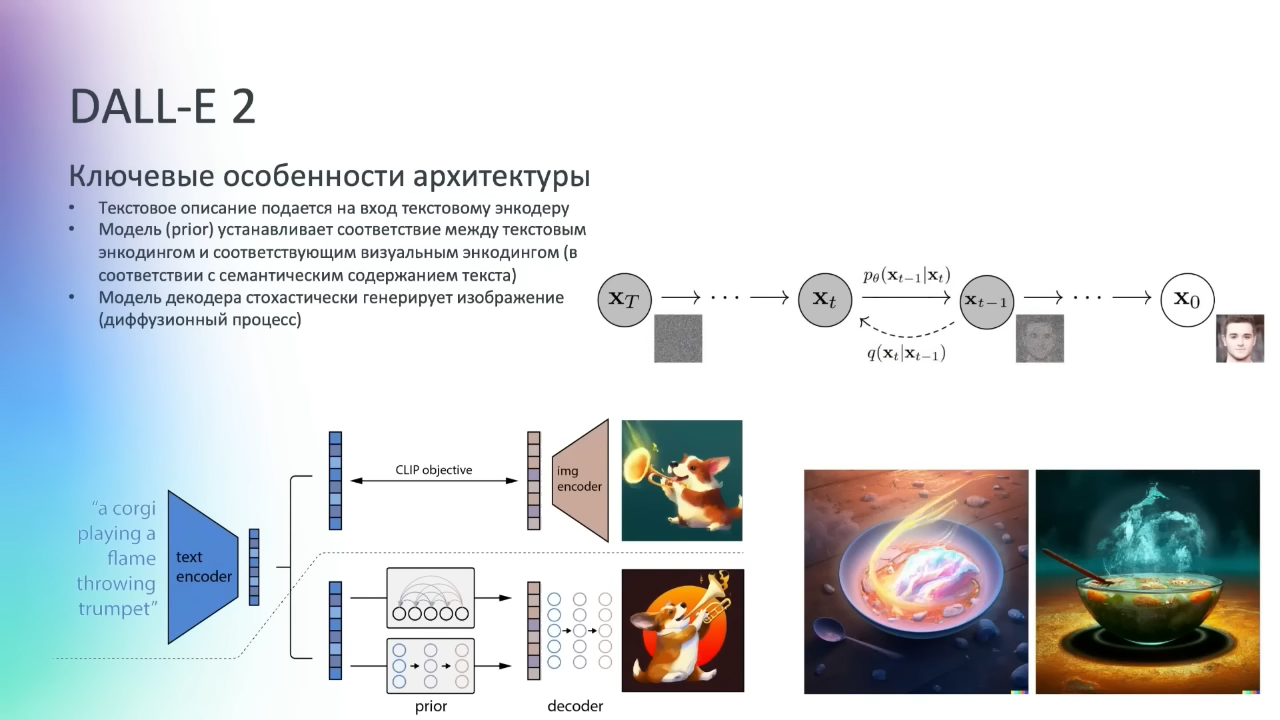 DALL-E 2
Ключевые особенности архитектуры
• Текстовое описание подается на вход текстовому энкодеру
• Модель (prior) устанавливает соответствие между текстовым
энкодингом и соответствующим визуальным энкодингом (в
соответствии с семантическим содержанием текста)
• Модель декодера стохастически генерирует изображение
(диффузионный процесс)
x_T → ··· → x_t p_θ(x_{t−1}|x_t) x_{t−1} → ··· → x_0
q(x_t|x_{t−1})
CLIP objective
img
encoder
“a corgi
playing a
flame
throwing
trumpet”
text
encoder
prior
decoder